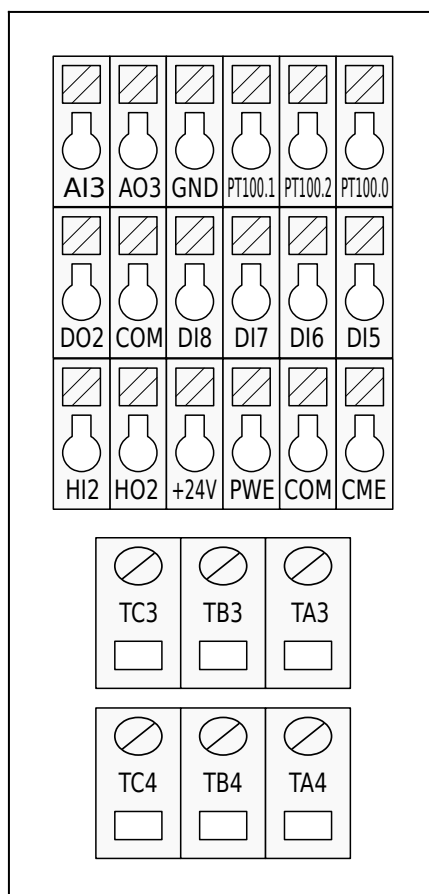 AI3 AO3 GND PT100.1 PT100.2 PT100.0
DO2 COM DI8 DI7 DI6 DI5
HI2 HO2 +24V PWE COM CME
TC3 TB3 TA3
TC4 TB4 TA4